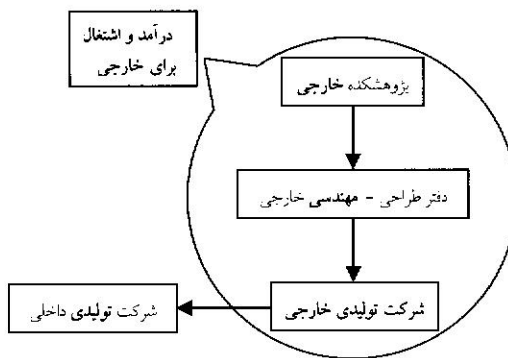 درآمد و اشتغال
برای خارجی
پژوهشکده خارجی
دفتر طراحی - مهندسی خارجی
شرکت تولیدی خارجی
شرکت تولیدی داخلی